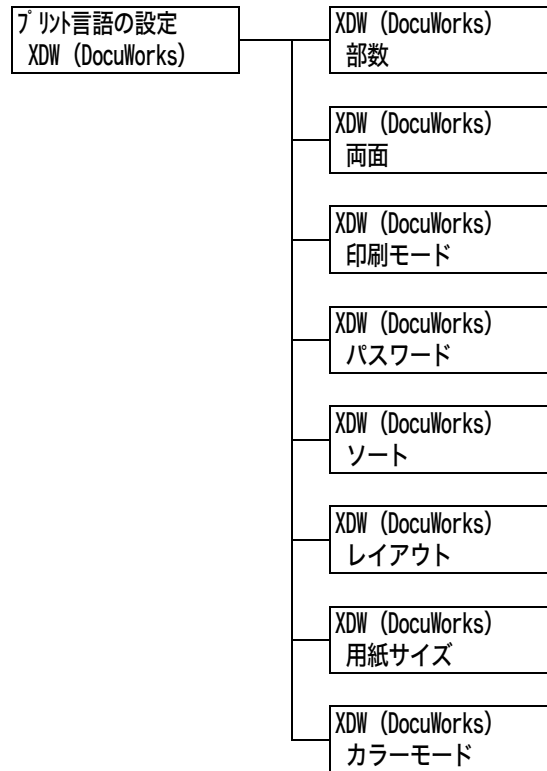 プリント言語の設定
XDW (DocuWorks)
XDW (DocuWorks)
部数
XDW (DocuWorks)
両面
XDW (DocuWorks)
印刷モード
XDW (DocuWorks)
パスワード
XDW (DocuWorks)
ソート
XDW (DocuWorks)
レイアウト
XDW (DocuWorks)
用紙サイズ
XDW (DocuWorks)
カラーモード